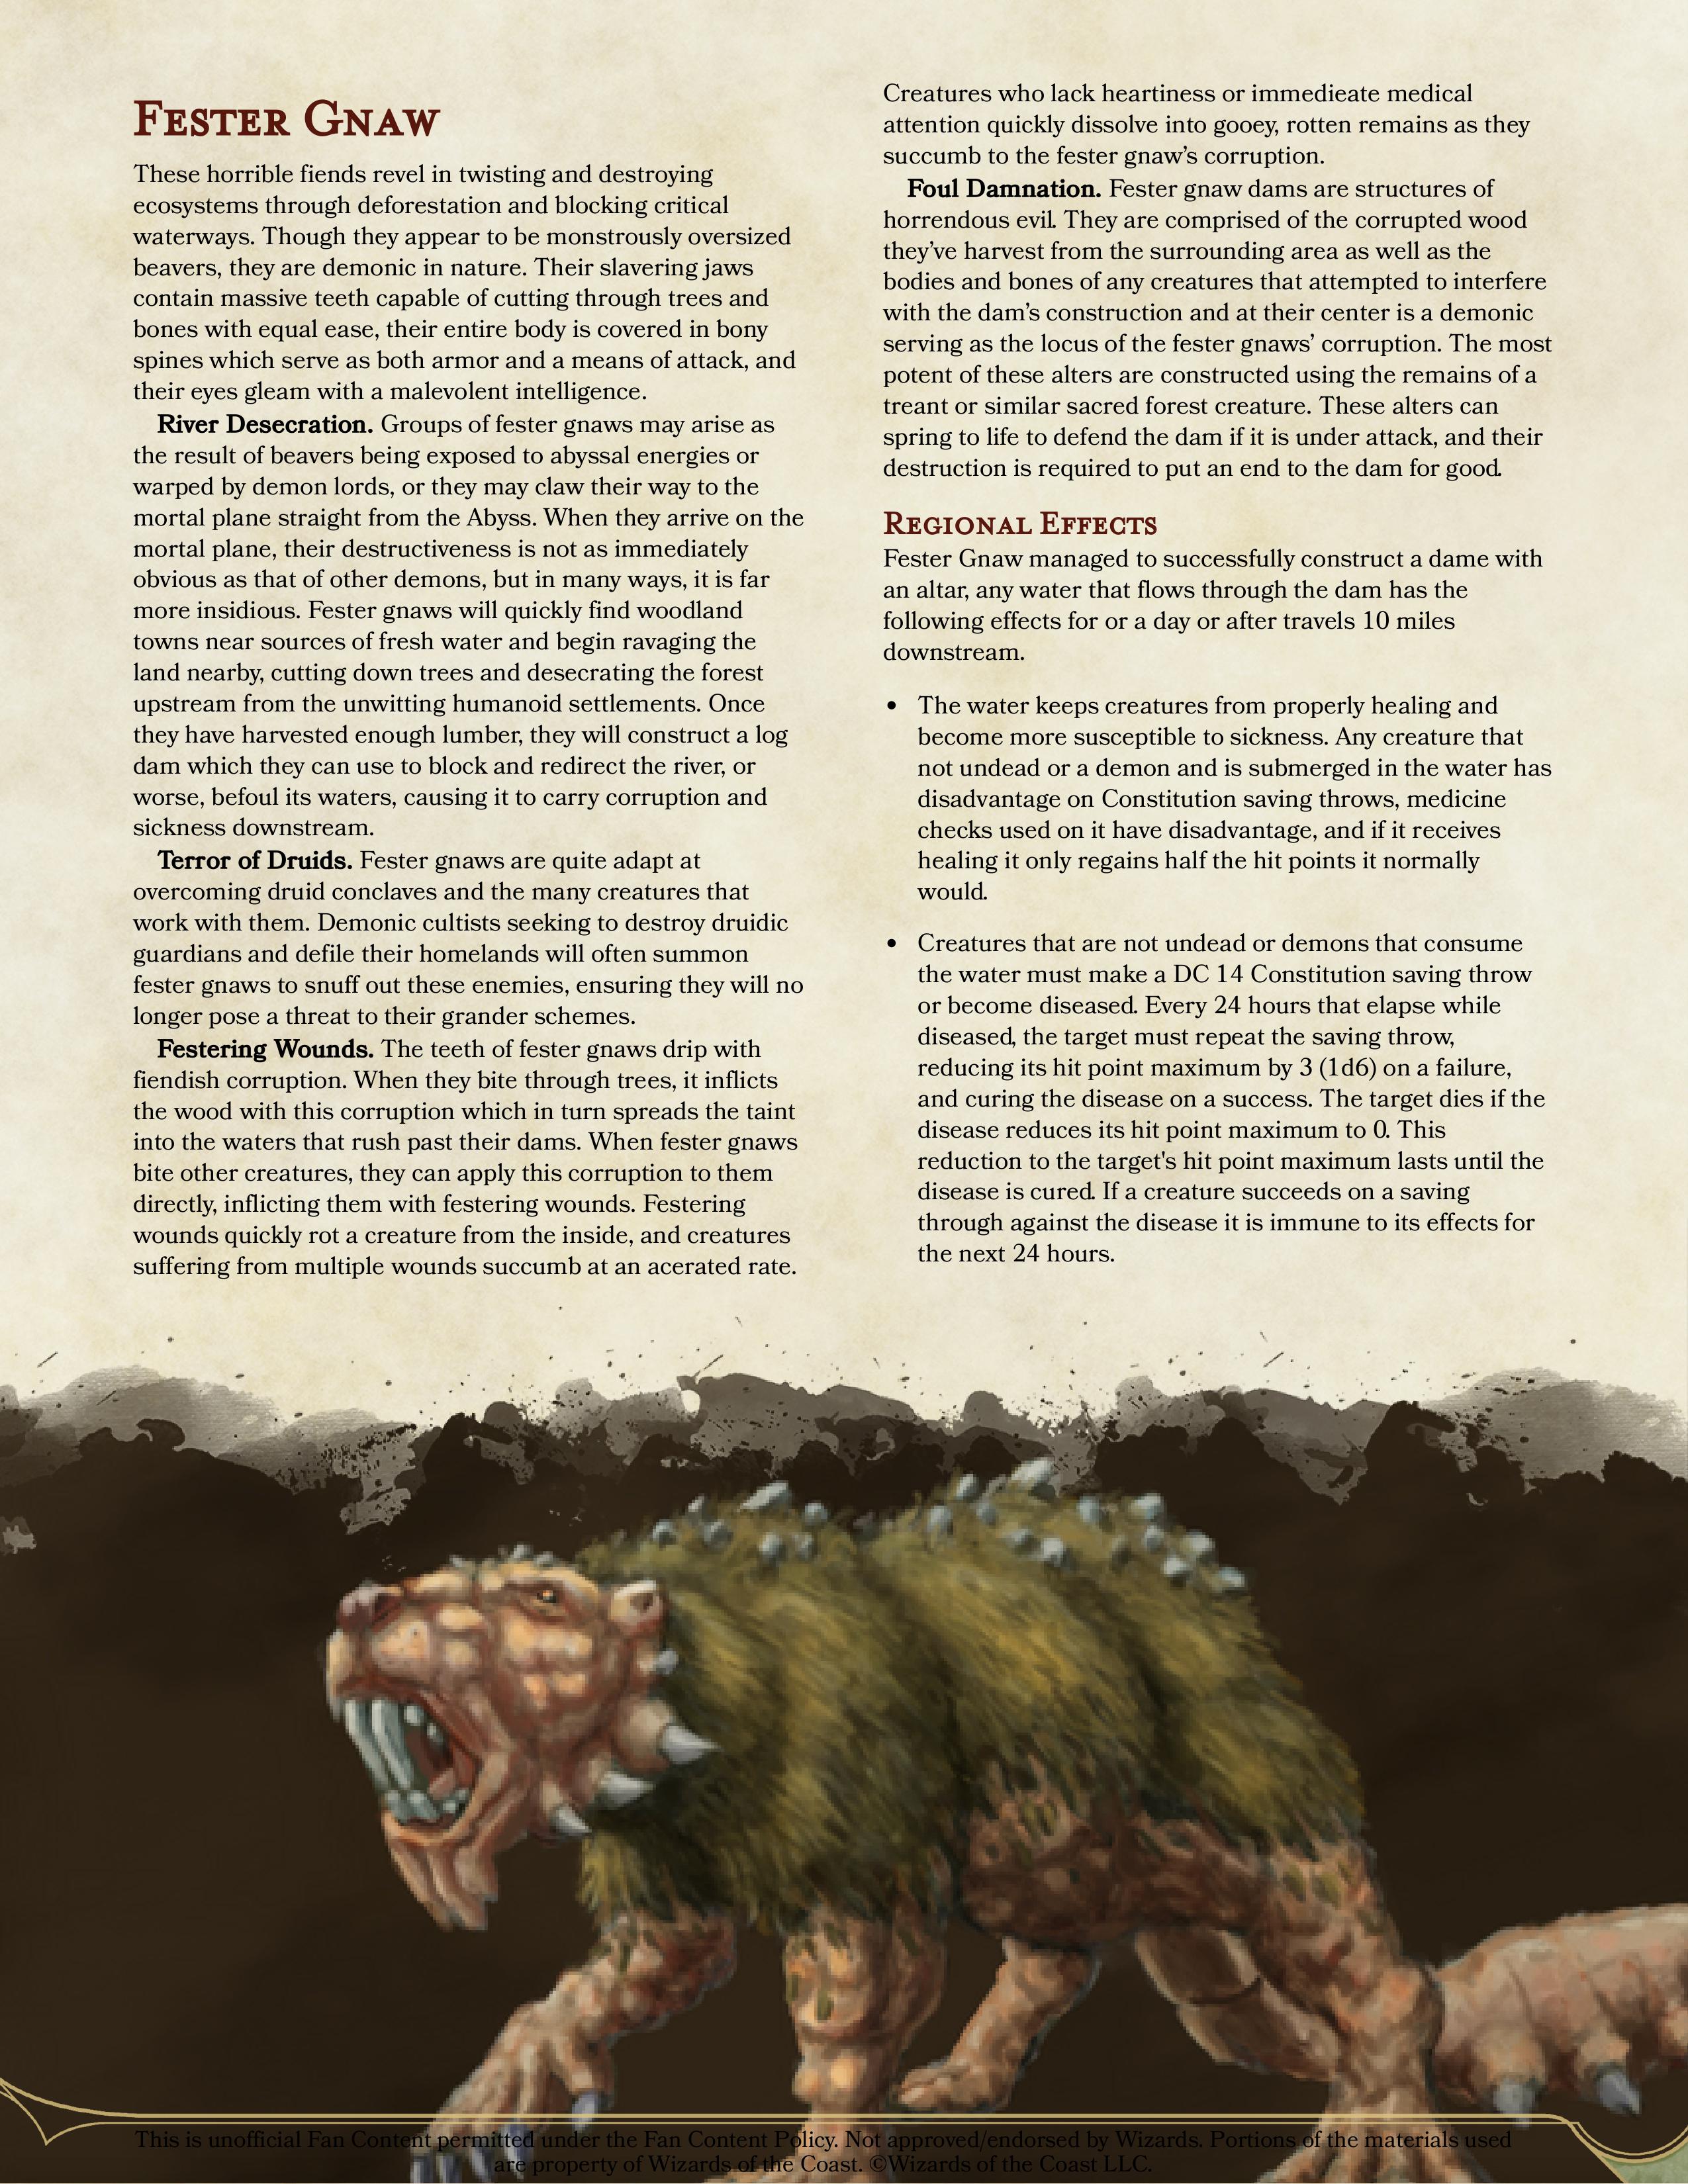 Fester Gnaw
These horrible fiends revel in twisting and destroying
ecosystems through deforestation and blocking critical
waterways. Though they appear to be monstrously oversized
beavers, they are demonic in nature. Their slavering jaws
contain massive teeth capable of cutting through trees and
bones with equal ease, their entire body is covered in bony
spines which serve as both armor and a means of attack, and
their eyes gleam with a malevolent intelligence.
River Desecration. Groups of fester gnaws may arise as
the result of beavers being exposed to abyssal energies or
warped by demon lords, or they may claw their way to the
mortal plane straight from the Abyss. When they arrive on the
mortal plane, their destructiveness is not as immediately
obvious as that of other demons, but in many ways, it is far
more insidious. Fester gnaws will quickly find woodland
towns near sources of fresh water and begin ravaging the
land nearby, cutting down trees and desecrating the forest
upstream from the unwitting humanoid settlements. Once
they have harvested enough lumber, they will construct a log
dam which they can use to block and redirect the river, or
worse, befoul its waters, causing it to carry corruption and
sickness downstream.
Terror of Druids. Fester gnaws are quite adapt at
overcoming druid conclaves and the many creatures that
work with them. Demonic cultists seeking to destroy druidic
guardians and defile their homelands will often summon
fester gnaws to snuff out these enemies, ensuring they will no
longer pose a threat to their grander schemes.
Festering Wounds. The teeth of fester gnaws drip with
fiendish corruption. When they bite through trees, it inflicts
the wood with this corruption which in turn spreads the taint
into the waters that rush past their dams. When fester gnaws
bite other creatures, they can apply this corruption to them
directly, inflicting them with festering wounds. Festering
wounds quickly rot a creature from the inside, and creatures
suffering from multiple wounds succumb at an acerated rate.
Creatures who lack heartiness or immedieate medical
attention quickly dissolve into gooey, rotten remains as they
succumb to the fester gnaw's corruption.
Foul Damnation. Fester gnaw dams are structures of
horrendous evil. They are comprised of the corrupted wood
they've harvest from the surrounding area as well as the
bodies and bones of any creatures that attempted to interfere
with the dam's construction and at their center is a demonic
serving as the locus of the fester gnaws' corruption. The most
potent of these alters are constructed using the remains of a
treant or similar sacred forest creature. These alters can
spring to life to defend the dam if it is under attack, and their
destruction is required to put an end to the dam for good.
Regional Effects
Fester Gnaw managed to successfully construct a dame with
an altar, any water that flows through the dam has the
following effects for or a day or after travels 10 miles
downstream.
• The water keeps creatures from properly healing and
become more susceptible to sickness. Any creature that
not undead or a demon and is submerged in the water has
disadvantage on Constitution saving throws, medicine
checks used on it have disadvantage, and if it receives
healing it only regains half the hit points it normally
would.
• Creatures that are not undead or demons that consume
the water must make a DC 14 Constitution saving throw
or become diseased. Every 24 hours that elapse while
diseased, the target must repeat the saving throw,
reducing its hit point maximum by 3 (1d6) on a failure,
and curing the disease on a success. The target dies if the
disease reduces its hit point maximum to 0. This
reduction to the target's hit point maximum lasts until the
disease is cured. If a creature succeeds on a saving
through against the disease it is immune to its effects for
the next 24 hours.
This is unofficial Fan Content permitted under the Fan Content Policy. Not approved/endorsed by Wizards. Portions of the materials used
are property of Wizards of the Coast. ©Wizards of the Coast LLC.